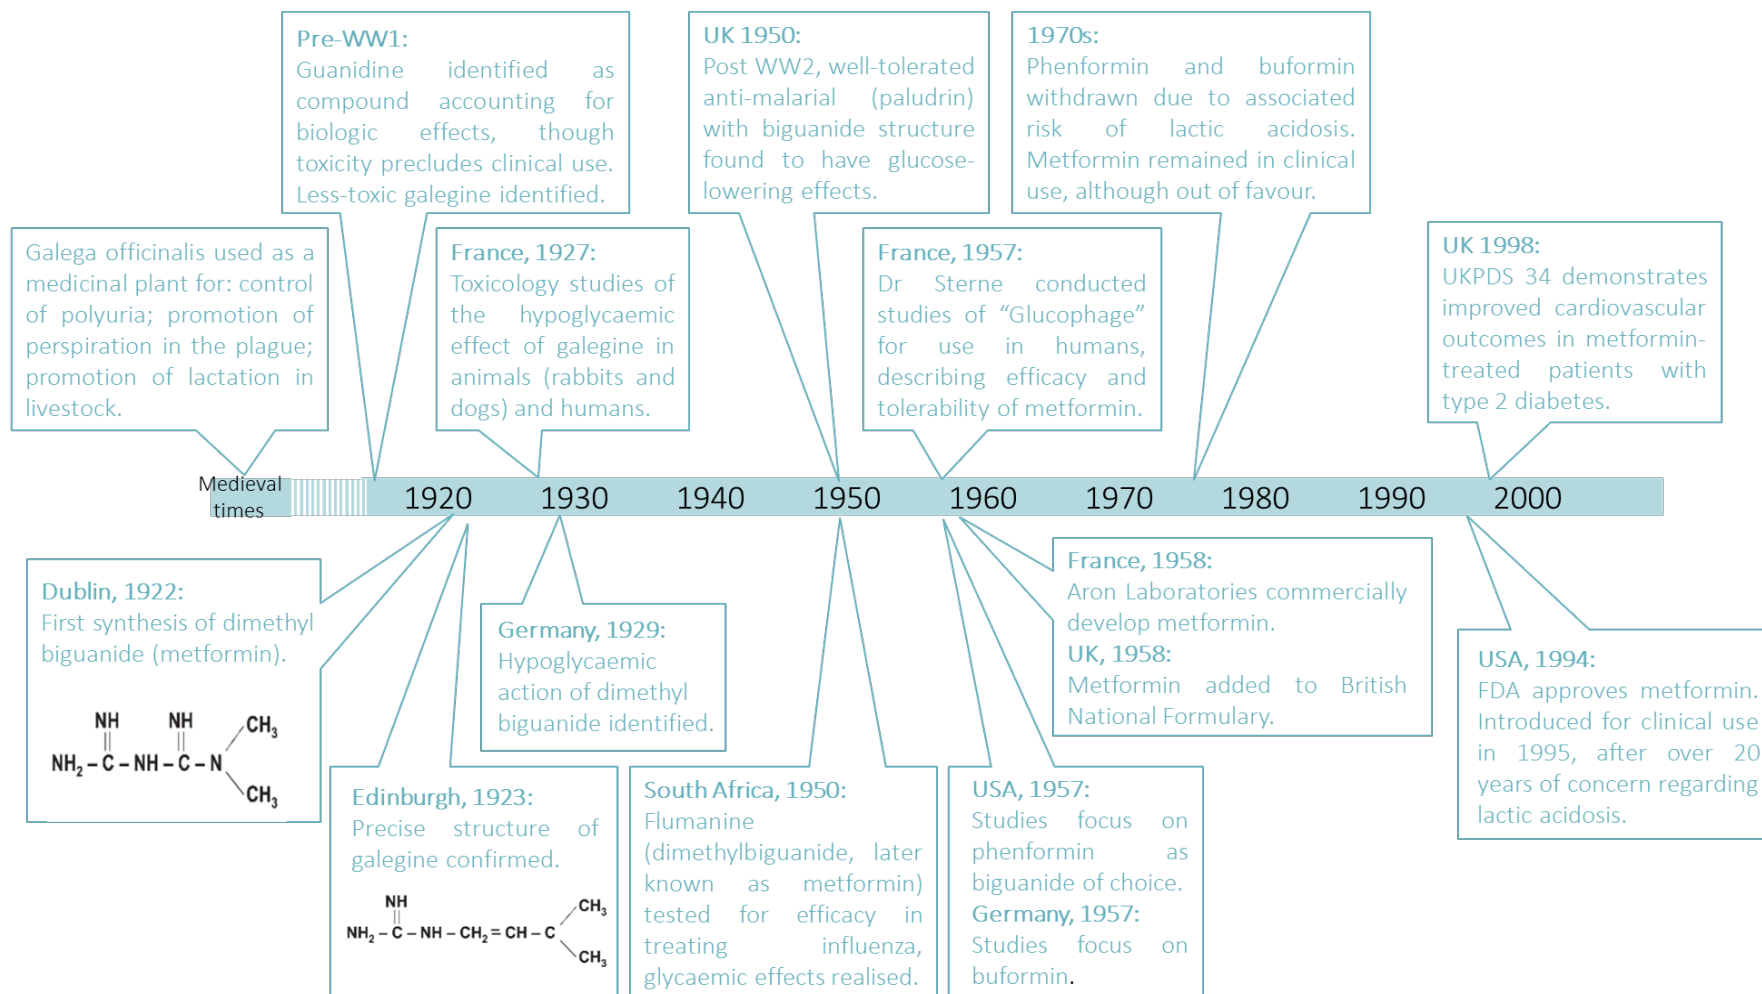 Pre-WW1:
Guanidine identified as
compound accounting for
biologic effects, though
toxicity precludes clinical use.
Less-toxic galegine identified.
UK 1950:
Post WW2, well-tolerated
anti-malarial (paludrin)
with biguanide structure
found to have glucose-
lowering effects.
1970s:
Phenformin and buformin
withdrawn due to associated
risk of lactic acidosis.
Metformin remained in clinical
use, although out of favour.
Galega officinalis used as a
medicinal plant for: control
of polyuria; promotion of
perspiration in the plague;
promotion of lactation in
livestock.
France, 1927:
Toxicology studies of
the hypoglycaemic
effect of galegine in
animals (rabbits and
dogs) and humans.
France, 1957:
Dr Sterne conducted
studies of “Glucophage”
for use in humans,
describing efficacy and
tolerability of metformin.
UK 1998:
UKPDS 34 demonstrates
improved cardiovascular
outcomes in metformin-
treated patients with
type 2 diabetes.
Medieval
times
1920 1930 1940 1950 1960 1970 1980 1990 2000
Dublin, 1922:
First synthesis of dimethyl
biguanide (metformin).
NH NH CH₃
NH₂ – C – NH – C – N
CH₃
Edinburgh, 1923:
Precise structure of
galegine confirmed.
NH CH₃
NH₂ – C – NH – CH₂ = CH – C
CH₃
Germany, 1929:
Hypoglycaemic
action of dimethyl
biguanide identified.
South Africa, 1950:
Flumanine
(dimethylbiguanide, later
known as metformin)
tested for efficacy in
treating influenza,
glycaemic effects realised.
France, 1958:
Aron Laboratories commercially
develop metformin.
UK, 1958:
Metformin added to British
National Formulary.
USA, 1957:
Studies focus on
phenformin as
biguanide of choice.
Germany, 1957:
Studies focus on
buformin.
USA, 1994:
FDA approves metformin.
Introduced for clinical use
in 1995, after over 20
years of concern regarding
lactic acidosis.